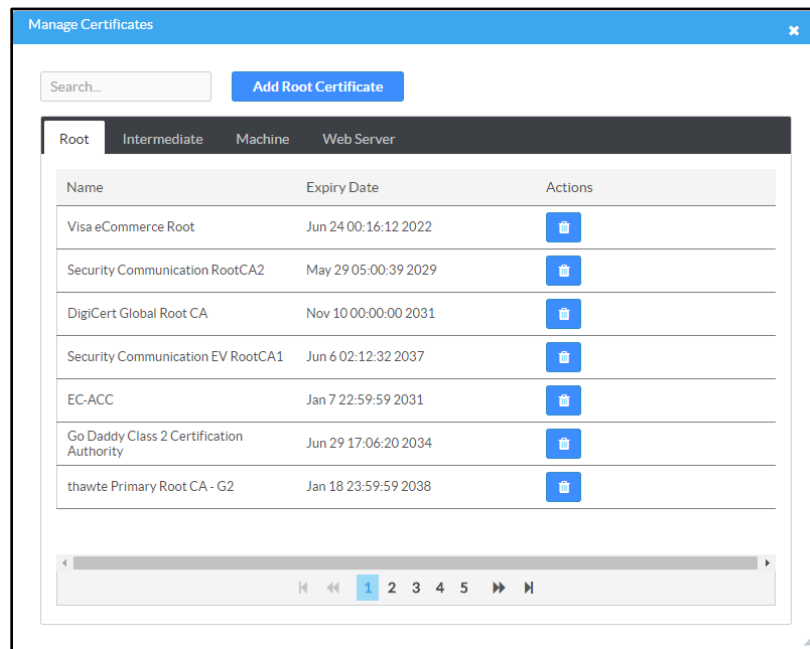 Manage Certificates
Search...
Add Root Certificate
Root Intermediate Machine Web Server
Name Expiry Date Actions
Visa eCommerce Root Jun 24 00:16:12 2022
Security Communication RootCA2 May 29 05:00:39 2029
DigiCert Global Root CA Nov 10 00:00:00 2031
Security Communication EV RootCA1 Jun 6 02:12:32 2037
EC-ACC Jan 7 22:59:59 2031
Go Daddy Class 2 Certification
Authority Jun 29 17:06:20 2034
thawte Primary Root CA - G2 Jan 18 23:59:59 2038
1 2 3 4 5